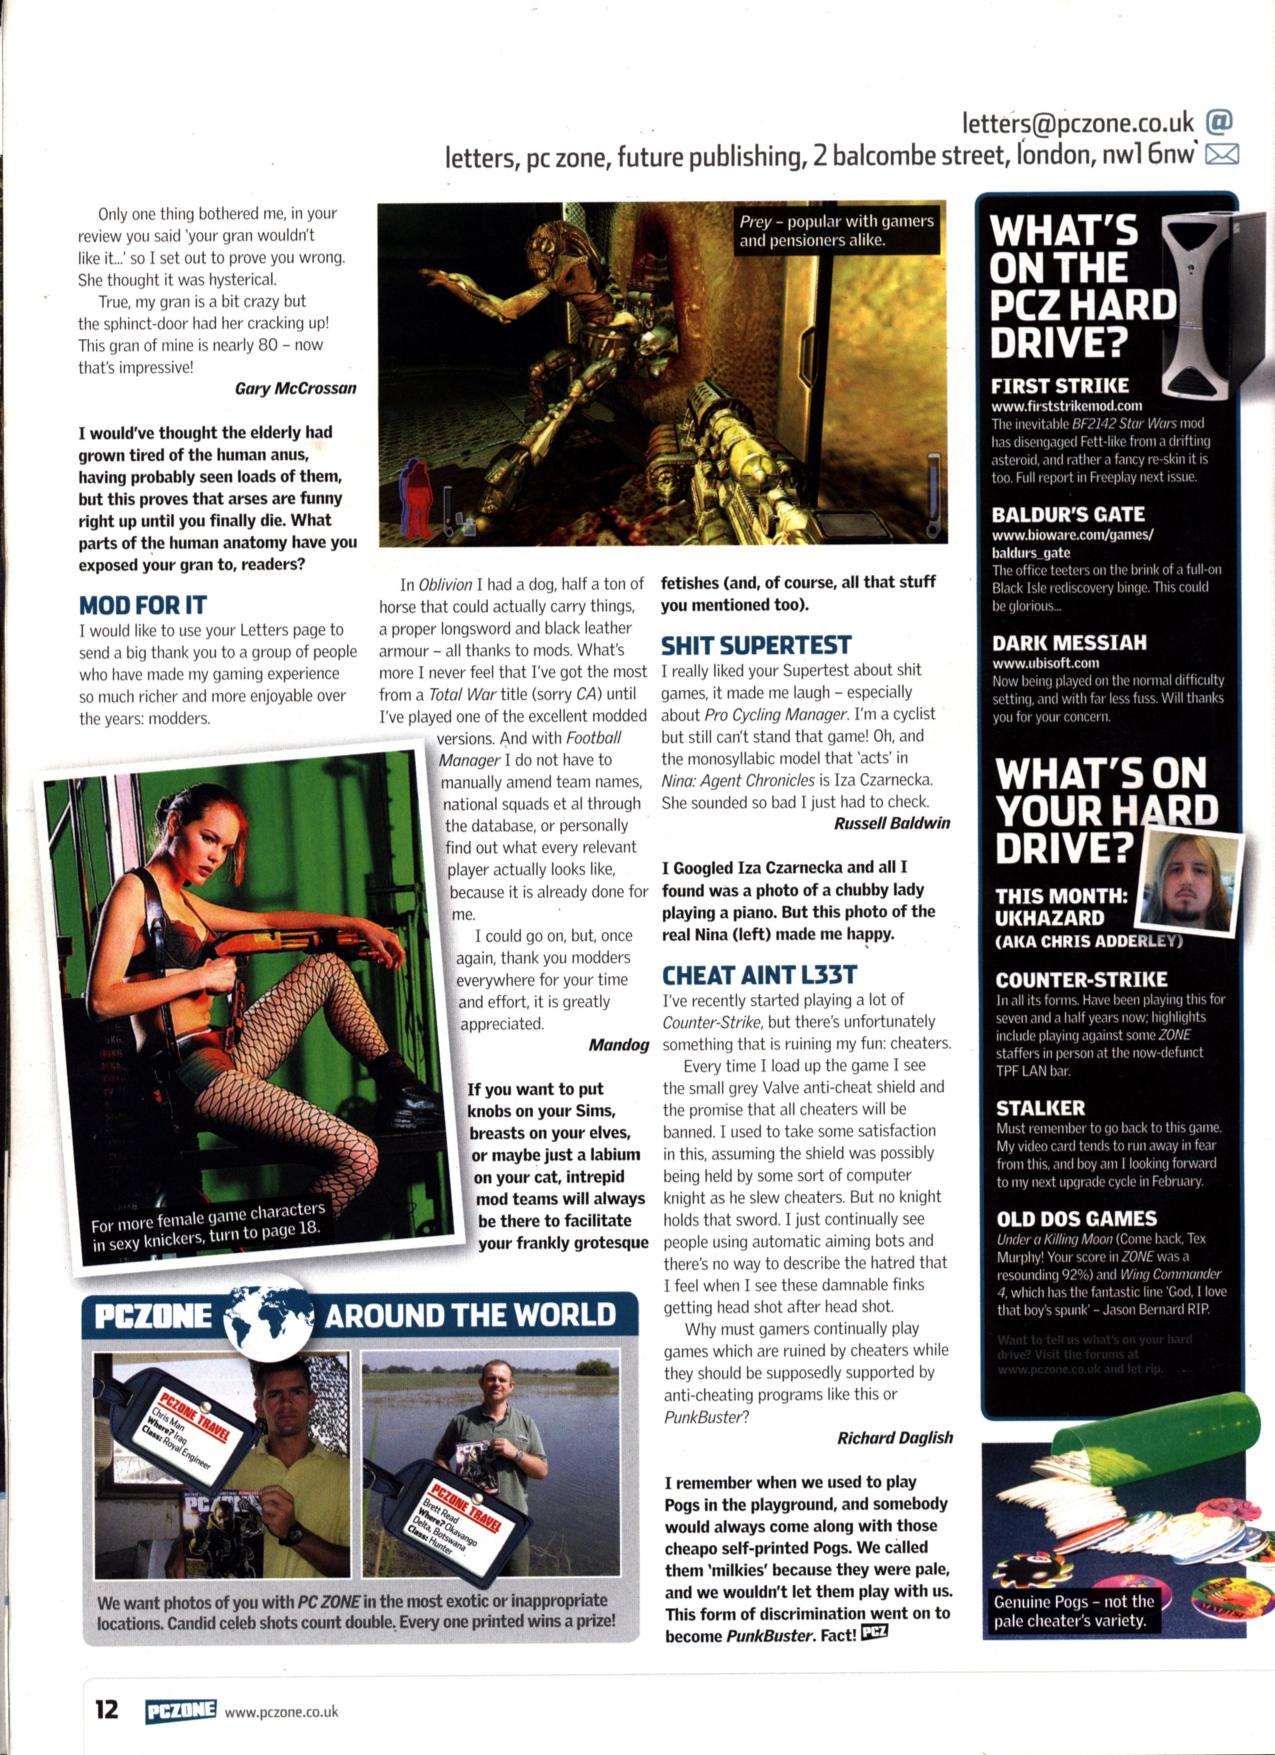 letters@pczone.co.uk @
letters, pc zone, future publishing, 2 balcombe street, london, nw1 6nw
Only one thing bothered me, in your
review you said 'your gran wouldn't
like it...' so I set out to prove you wrong.
She thought it was hysterical.
True, my gran is a bit crazy but
the sphinct-door had her cracking up!
This gran of mine is nearly 80 – now
that's impressive!
Gary McCrossan
I would've thought the elderly had
grown tired of the human anus,
having probably seen loads of them,
but this proves that arses are funny
right up until you finally die. What
parts of the human anatomy have you
exposed your gran to, readers?
MOD FOR IT
I would like to use your Letters page to
send a big thank you to a group of people
who have made my gaming experience
so much richer and more enjoyable over
the years: modders.
For more female game characters
in sexy knickers, turn to page 18.
Prey – popular with gamers
and pensioners alike.
In Oblivion I had a dog, half a ton of
horse that could actually carry things,
a proper longsword and black leather
armour – all thanks to mods. What's
more I never feel that I've got the most
from a Total War title (sorry CA) until
I've played one of the excellent modded
versions. And with Football
Manager I do not have to
manually amend team names,
national squads et al through
the database, or personally
find out what every relevant
player actually looks like,
because it is already done for
me.
I could go on, but, once
again, thank you modders
everywhere for your time
and effort, it is greatly
appreciated.
Mandog
If you want to put
knobs on your Sims,
breasts on your elves,
or maybe just a labium
on your cat, intrepid
mod teams will always
be there to facilitate
your frankly grotesque
fetishes (and, of course, all that stuff
you mentioned too).
SHIT SUPERTEST
I really liked your Supertest about shit
games, it made me laugh – especially
about Pro Cycling Manager. I'm a cyclist
but still can't stand that game! Oh, and
the monosyllabic model that 'acts' in
Nina: Agent Chronicles is Iza Czarnecka.
She sounded so bad I just had to check.
Russell Baldwin
I Googled Iza Czarnecka and all I
found was a photo of a chubby lady
playing a piano. But this photo of the
real Nina (left) made me happy.
CHEAT AINT L33T
I've recently started playing a lot of
Counter-Strike, but there's unfortunately
something that is ruining my fun: cheaters.
Every time I load up the game I see
the small grey Valve anti-cheat shield and
the promise that all cheaters will be
banned. I used to take some satisfaction
in this, assuming the shield was possibly
being held by some sort of computer
knight as he slew cheaters. But no knight
holds that sword. I just continually see
people using automatic aiming bots and
there's no way to describe the hatred that
I feel when I see these damnable finks
getting head shot after head shot.
Why must gamers continually play
games which are ruined by cheaters while
they should be supposedly supported by
anti-cheating programs like this or
PunkBuster?
Richard Daglish
I remember when we used to play
Pogs in the playground, and somebody
would always come along with those
cheapo self-printed Pogs. We called
them 'milkies' because they were pale,
and we wouldn't let them play with us.
This form of discrimination went on to
become PunkBuster. Fact! PCZ
PCZONE AROUND THE WORLD
PCZONE TRAVEL
Chris Man
Where? Iraq
Class: Royal Engineer
PCZONE TRAVEL
Brett Read
Where? Okavango
Delta, Botswana
Class: Hunter
We want photos of you with PC ZONE in the most exotic or inappropriate
locations. Candid celeb shots count double. Every one printed wins a prize!
WHAT'S
ON THE
PCZ HARD
DRIVE?
FIRST STRIKE
www.firststrikemod.com
The inevitable BF2142 Star Wars mod
has disengaged Fett-like from a drifting
asteroid, and rather a fancy re-skin it is
too. Full report in Freeplay next issue.
BALDUR'S GATE
www.bioware.com/games/
baldurs_gate
The office teeters on the brink of a full-on
Black Isle rediscovery binge. This could
be glorious...
DARK MESSIAH
www.ubisoft.com
Now being played on the normal difficulty
setting, and with far less fuss. Will thanks
you for your concern.
WHAT'S ON
YOUR HARD
DRIVE?
THIS MONTH:
UKHAZARD
(AKA CHRIS ADDERLEY)
COUNTER-STRIKE
In all its forms. Have been playing this for
seven and a half years now; highlights
include playing against some ZONE
staffers in person at the now-defunct
TPF LAN bar.
STALKER
Must remember to go back to this game.
My video card tends to run away in fear
from this, and boy am I looking forward
to my next upgrade cycle in February.
OLD DOS GAMES
Under a Killing Moon (Come back, Tex
Murphy! Your score in ZONE was a
resounding 92%) and Wing Commander
4, which has the fantastic line 'God, I love
that boy's spunk' – Jason Bernard RIP.
Want to tell us what's on your hard
drive? Visit the forums at
www.pczone.co.uk and let rip.
Genuine Pogs – not the
pale cheater's variety.
12 PCZONE www.pczone.co.uk